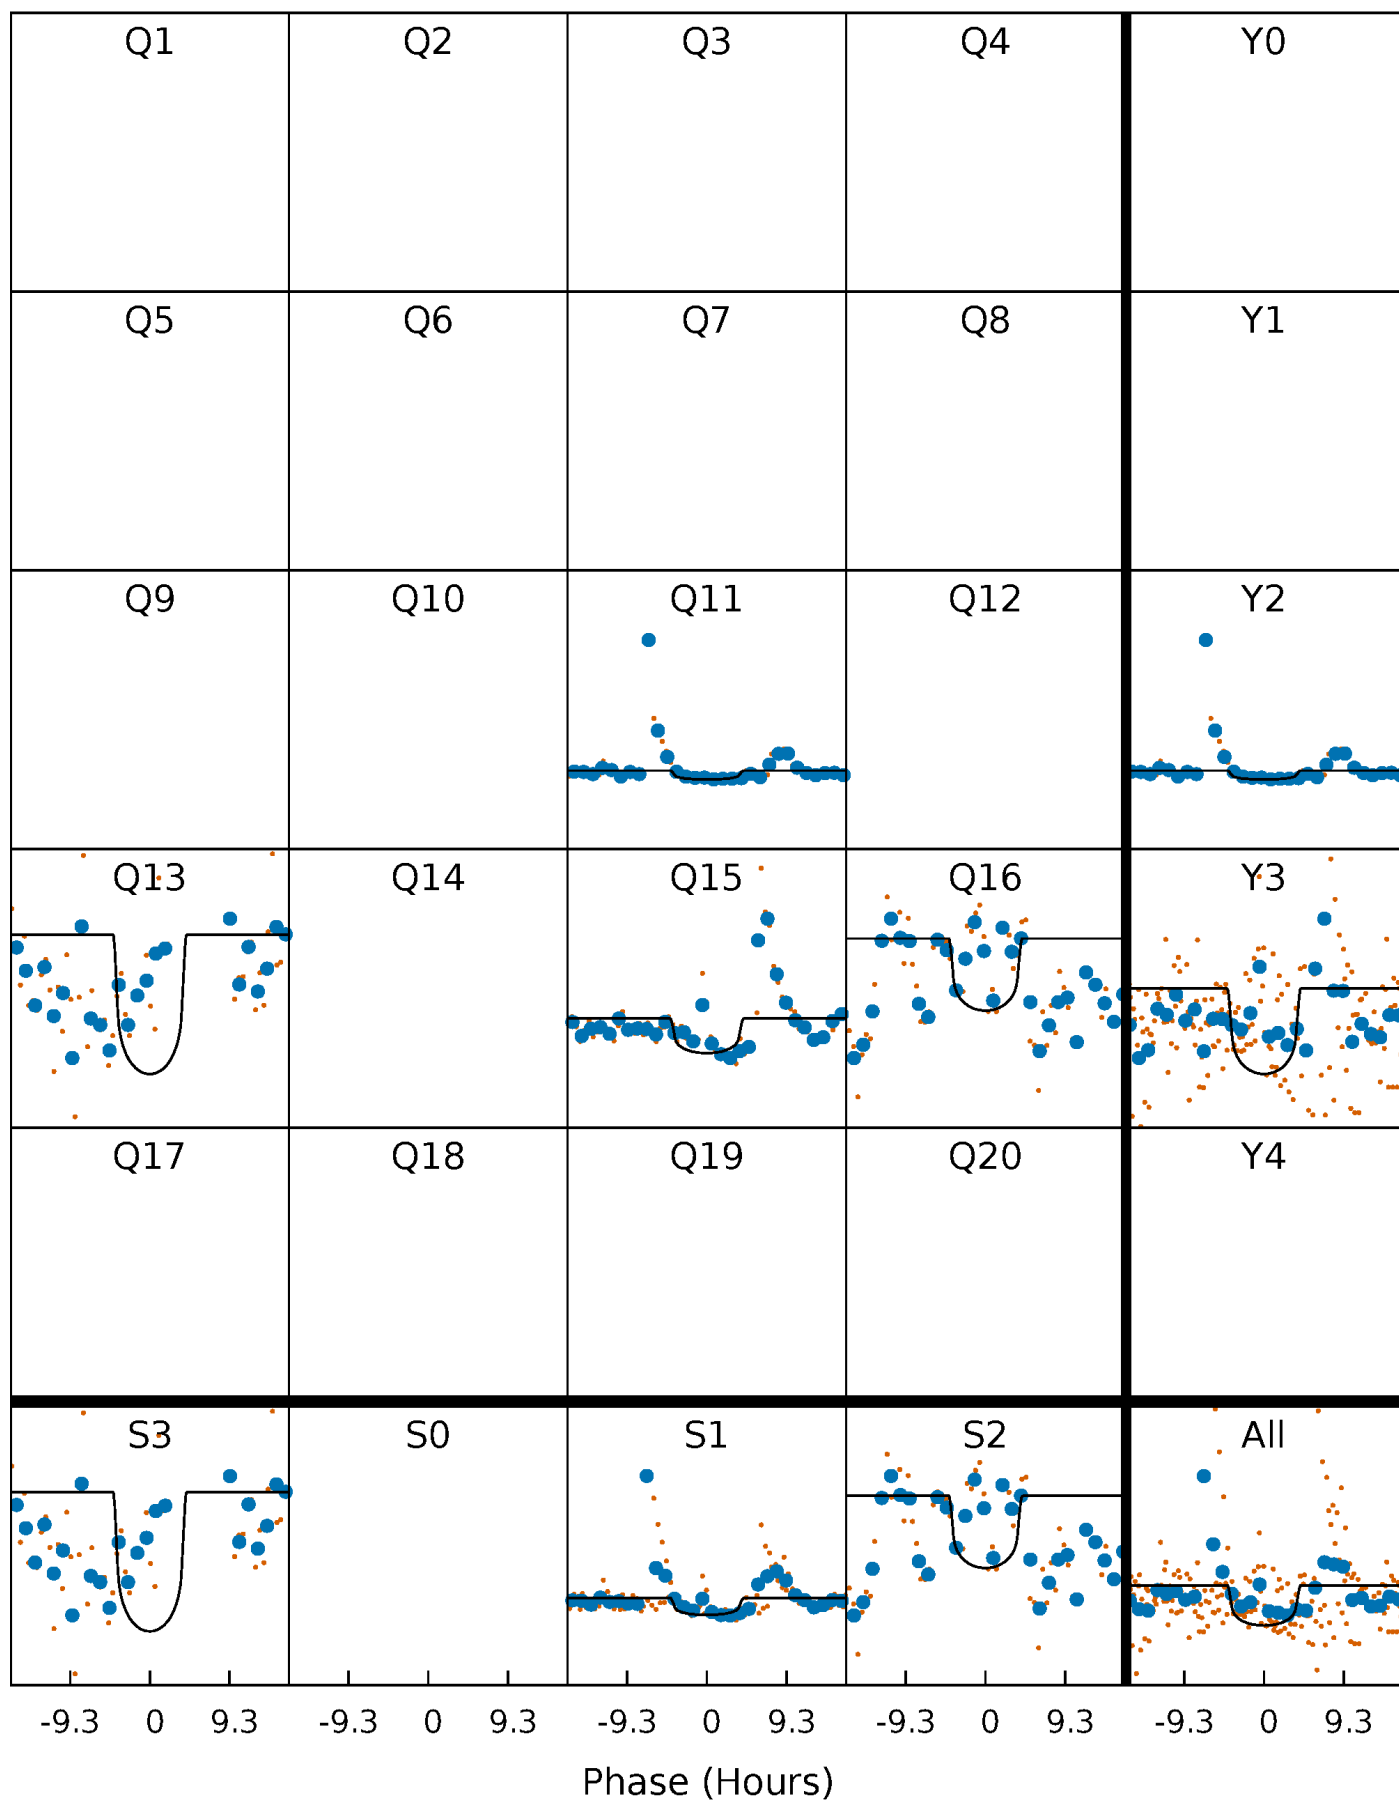 Q1 Q2 Q3 Q4 Y0
Q5 Q6 Q7 Q8 Y1
Q9 Q10 Q11 Q12 Y2
Q13 Q14 Q15 Q16 Y3
Q17 Q18 Q19 Q20 Y4
S3 S0 S1 S2 All
-9.3 0 9.3 -9.3 0 9.3 -9.3 0 9.3 -9.3 0 9.3 -9.3 0 9.3
Phase (Hours)